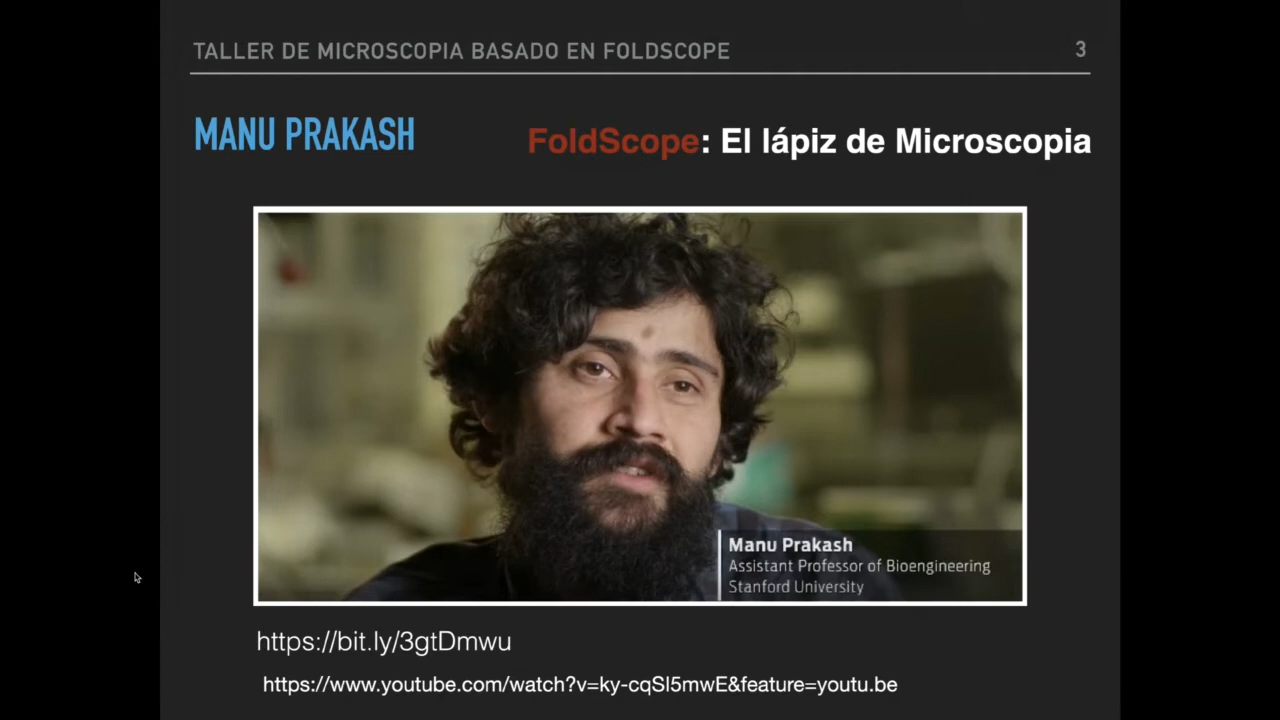 TALLER DE MICROSCOPIA BASADO EN FOLDSCOPE
3
MANU PRAKASH
FoldScope: El lápiz de Microscopia
Manu Prakash
Assistant Professor of Bioengineering
Stanford University
https://bit.ly/3gtDmwu
https://www.youtube.com/watch?v=ky-cqSl5mwE&feature=youtu.be